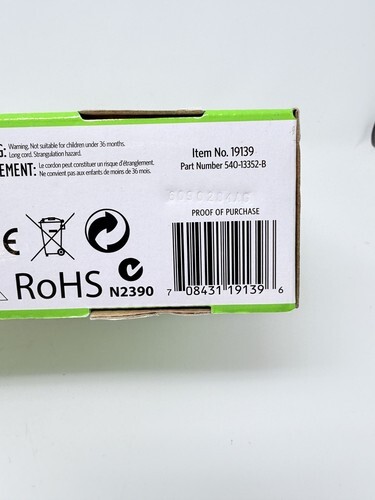 G: Warning. Not suitable for children under 36 months.
Long cord. Strangulation hazard.
EMENT: Le cordon peut constituer un risque d'étranglement.
Ne convient pas aux enfants de moins de 36 mois.
Item No. 19139
Part Number 540-13352-B
PROOF OF PURCHASE
CE
RoHS
N2390
7 08431 19139 6